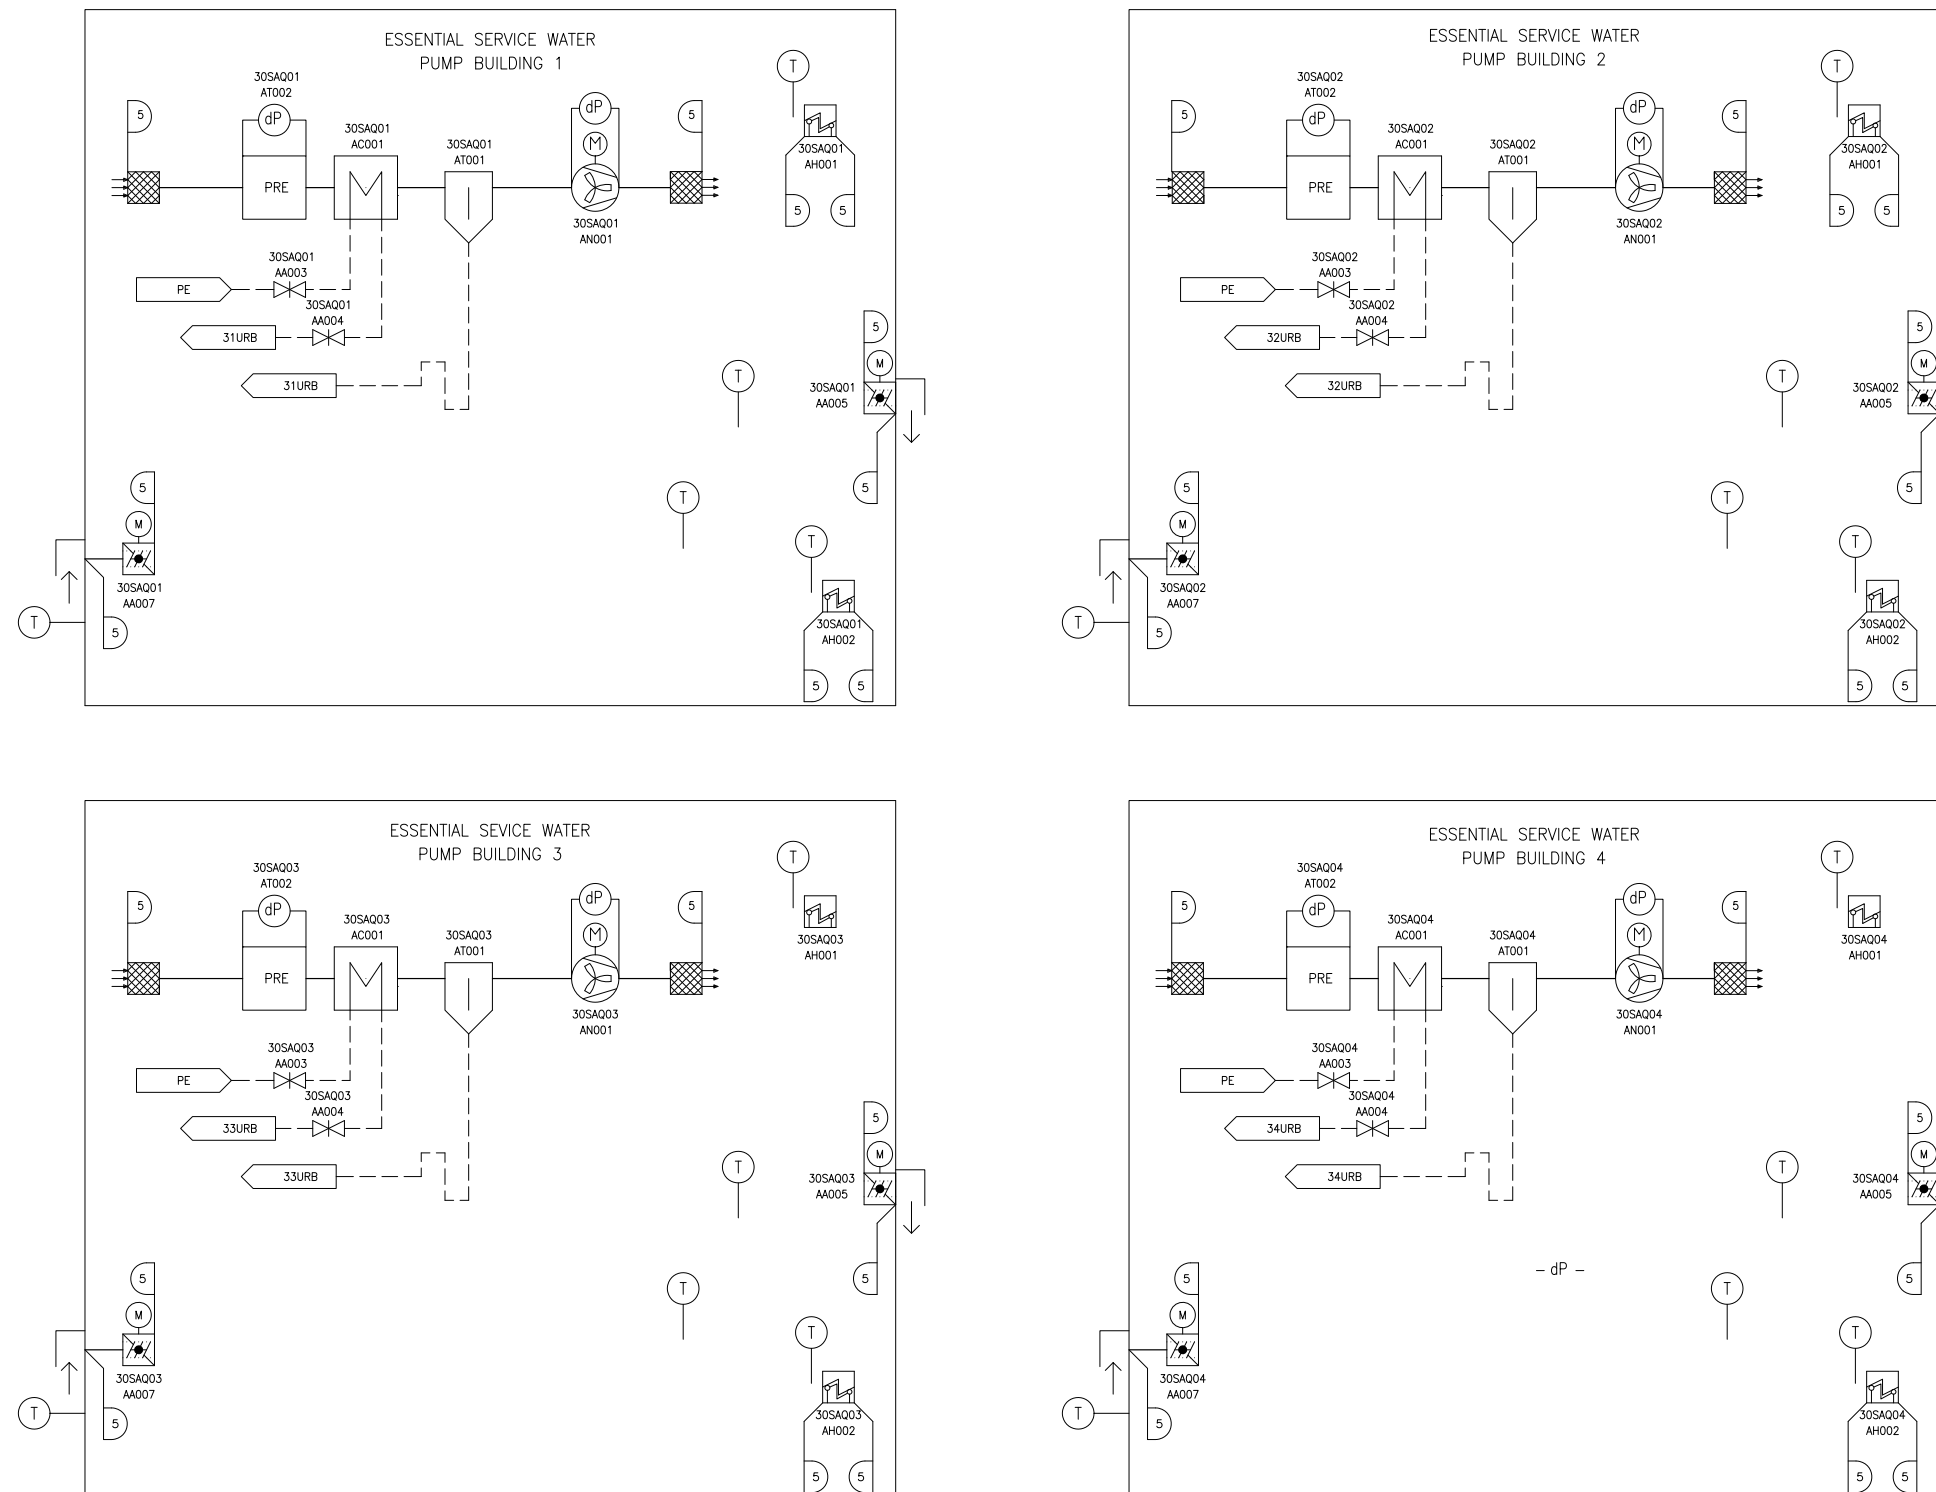 ESSENTIAL SERVICE WATER
PUMP BUILDING 1
30SAQ01
AT002
dP
5
PRE
30SAQ01
AC001
30SAQ01
AT001
dP
M
30SAQ01
AN001
5
T
30SAQ01
AH001
5
5
30SAQ01
AA003
PE
30SAQ01
AA004
31URB
31URB
T
5
M
30SAQ01
AA005
5
T
5
M
30SAQ01
AA007
T
5
T
30SAQ01
AH002
5
5
ESSENTIAL SERVICE WATER
PUMP BUILDING 2
30SAQ02
AT002
dP
5
PRE
30SAQ02
AC001
30SAQ02
AT001
dP
M
30SAQ02
AN001
5
T
30SAQ02
AH001
5
5
30SAQ02
AA003
PE
30SAQ02
AA004
32URB
32URB
T
5
M
30SAQ02
AA005
5
T
5
M
30SAQ02
AA007
T
5
T
30SAQ02
AH002
5
5
ESSENTIAL SEVICE WATER
PUMP BUILDING 3
30SAQ03
AT002
dP
5
PRE
30SAQ03
AC001
30SAQ03
AT001
dP
M
30SAQ03
AN001
5
T
30SAQ03
AH001
30SAQ03
AA003
PE
30SAQ03
AA004
33URB
33URB
T
5
M
30SAQ03
AA005
5
T
5
M
30SAQ03
AA007
T
5
T
30SAQ03
AH002
5
5
ESSENTIAL SERVICE WATER
PUMP BUILDING 4
30SAQ04
AT002
dP
5
PRE
30SAQ04
AC001
30SAQ04
AT001
dP
M
30SAQ04
AN001
5
T
30SAQ04
AH001
30SAQ04
AA003
PE
30SAQ04
AA004
34URB
34URB
T
5
M
30SAQ04
AA005
5
– dP –
T
5
M
30SAQ04
AA007
T
5
T
30SAQ04
AH002
5
5